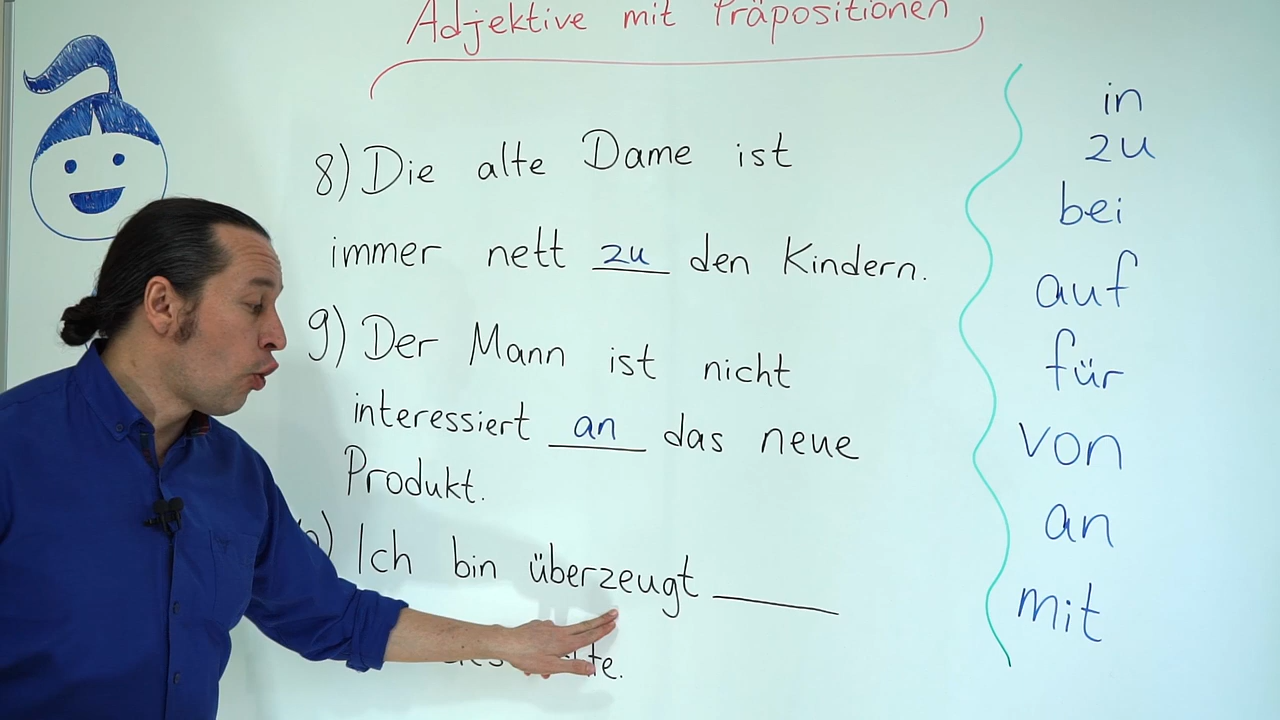 Adjektive mit Präpositionen
8) Die alte Dame ist
immer nett zu den Kindern.
9) Der Mann ist nicht
interessiert an das neue
Produkt.
Ich bin überzeugt ____
in
zu
bei
auf
für
von
an
mit